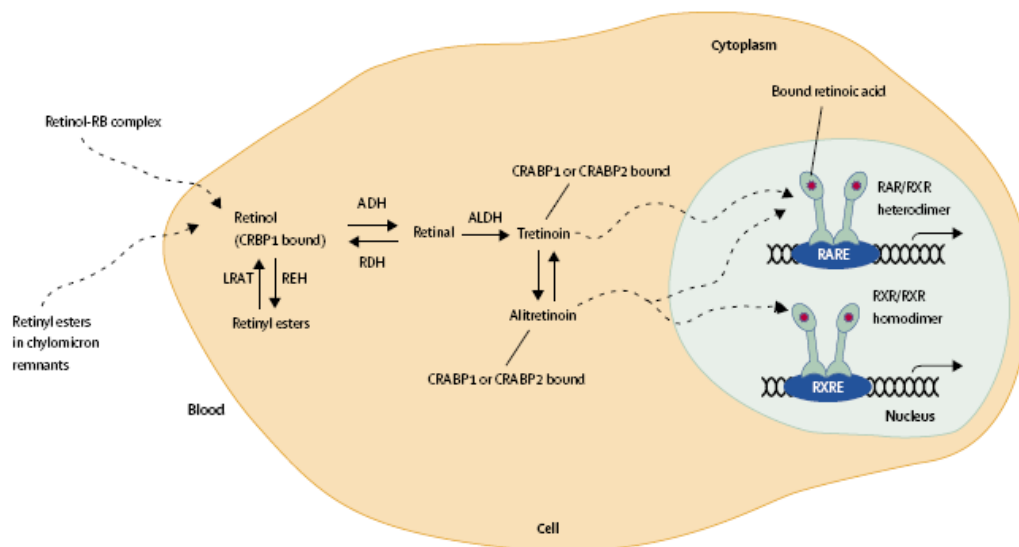 Cytoplasm
Bound retinoic acid
Retinol-RB complex
CRABP1 or CRABP2 bound
RAR/RXR
heterodimer
ADH
ALDH
Retinol
(CRBP1 bound)
Retinal
Tretinoin
RDH
RARE
LRAT
REH
RXR/RXR
homodimer
Retinyl esters
Alitretinoin
Retinyl esters
in chylomicron
remnants
CRABP1 or CRABP2 bound
RXRE
Blood
Nucleus
Cell